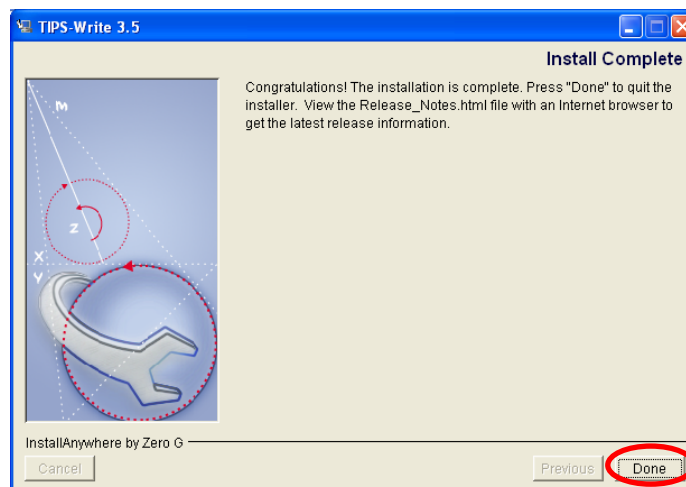 TIPS-Write 3.5
Install Complete
Congratulations! The installation is complete. Press "Done" to quit the
installer. View the Release_Notes.html file with an Internet browser to
get the latest release information.
M
Z
X
Y
InstallAnywhere by Zero G
Cancel
Previous
Done